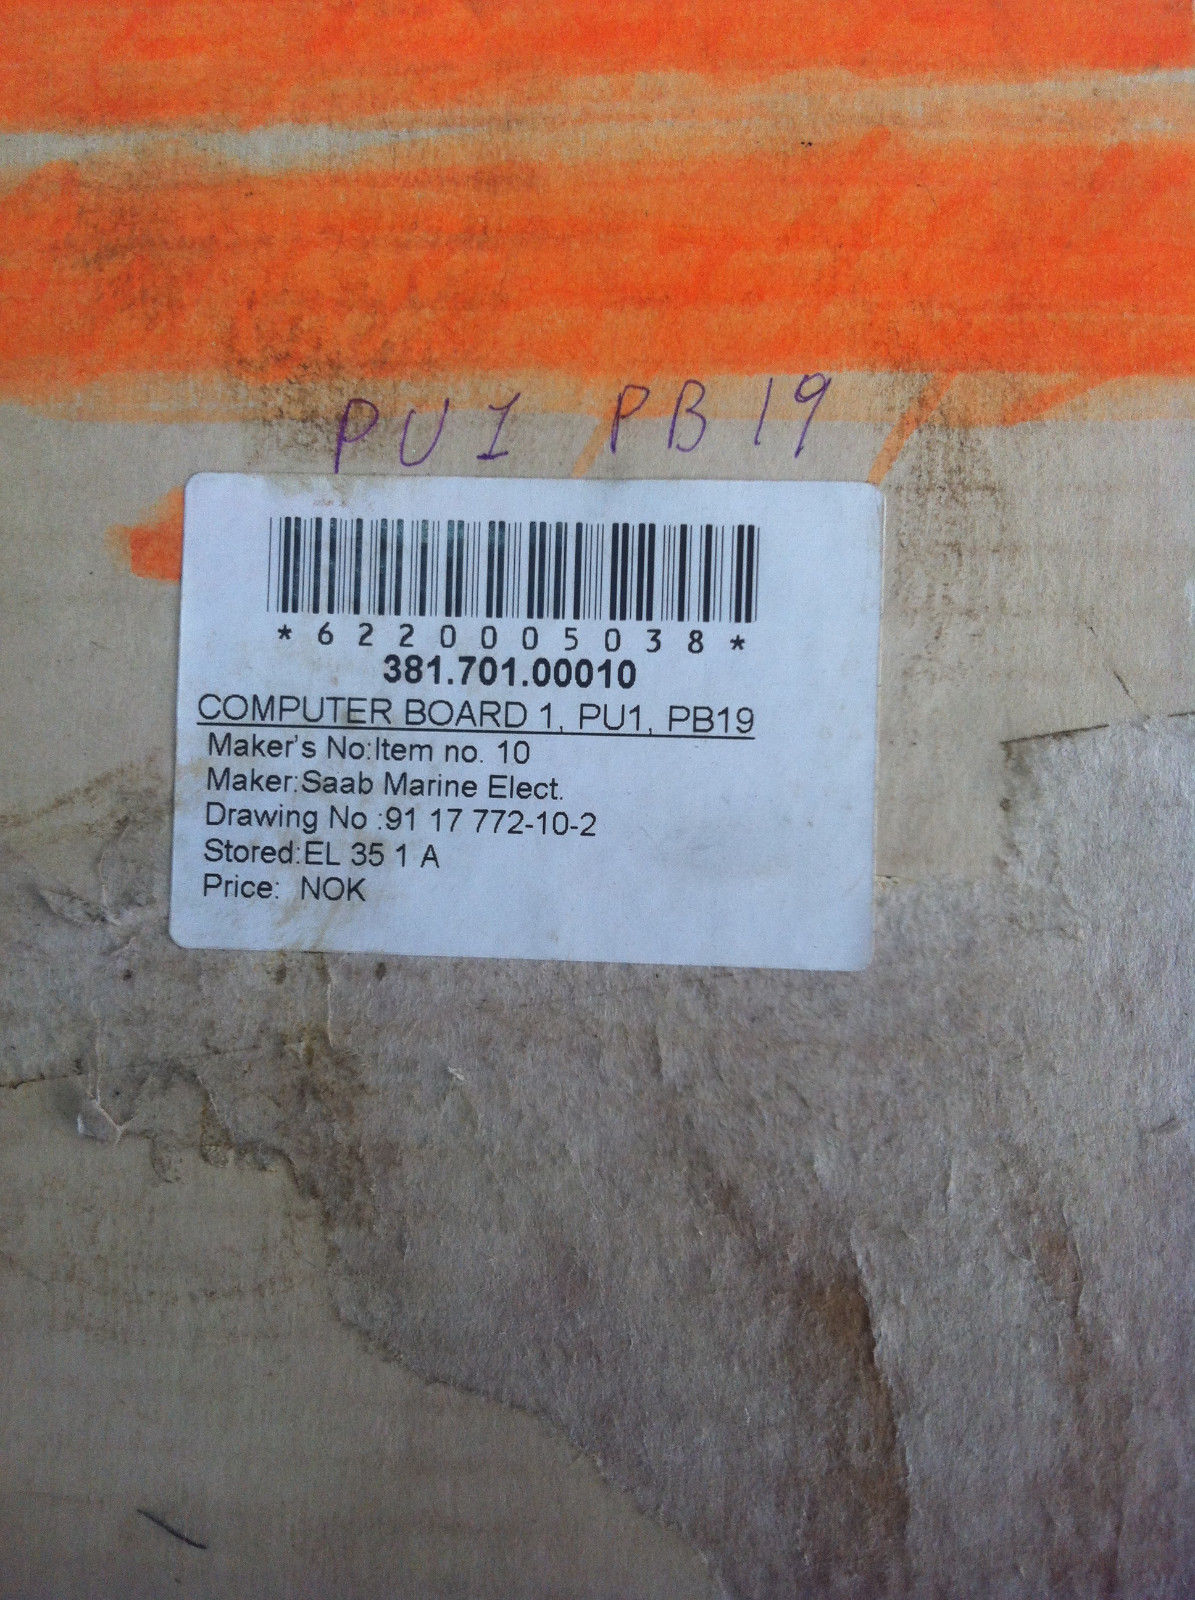 PU1 PB19
*6220005038*
381.701.00010
COMPUTER BOARD 1, PU1, PB19
Maker's No:Item no. 10
Maker:Saab Marine Elect.
Drawing No :91 17 772-10-2
Stored:EL 35 1 A
Price: NOK